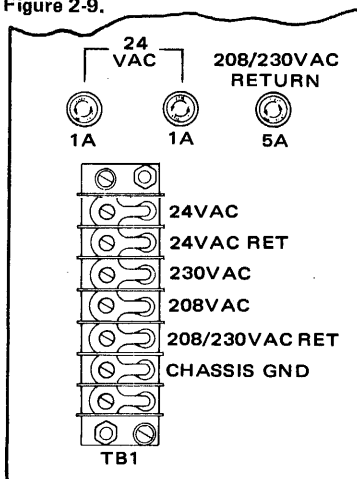 Figure 2-9.
24
VAC
208/230VAC
RETURN
1A
1A
5A
24VAC
24VAC RET
230VAC
208VAC
208/230VAC RET
CHASSIS GND
TB1